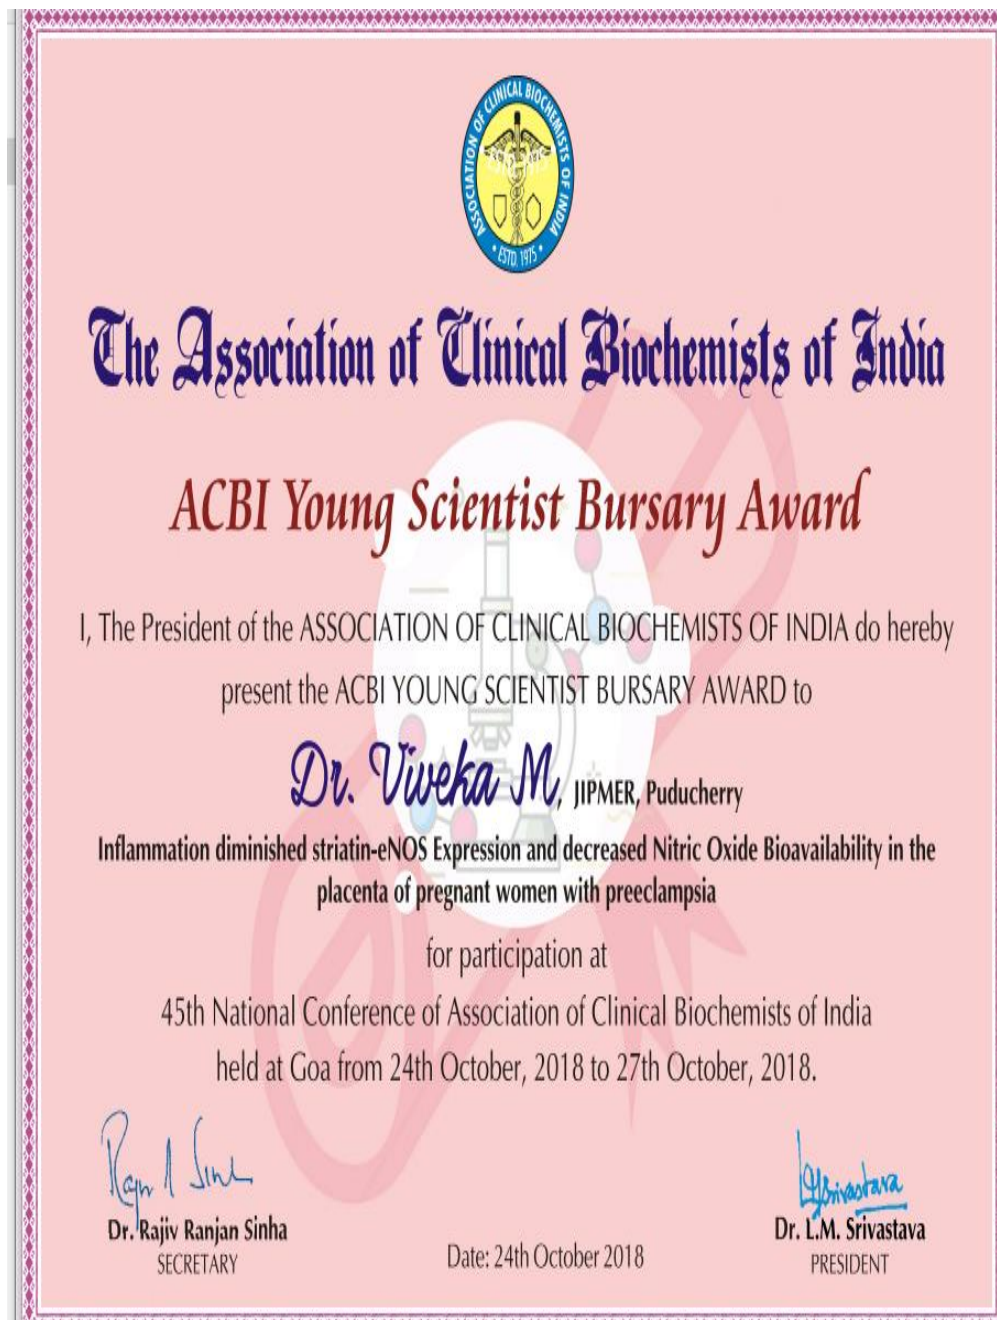 ASSOCIATION OF CLINICAL BIOCHEMISTS OF INDIA
ESTD. 1975
• ESTD. 1975 •
The Association of Clinical Biochemists of India
ACBI Young Scientist Bursary Award
I, The President of the ASSOCIATION OF CLINICAL BIOCHEMISTS OF INDIA do hereby
present the ACBI YOUNG SCIENTIST BURSARY AWARD to
Dr. Viveka M, JIPMER, Puducherry
Inflammation diminished striatin-eNOS Expression and decreased Nitric Oxide Bioavailability in the
placenta of pregnant women with preeclampsia
for participation at
45th National Conference of Association of Clinical Biochemists of India
held at Goa from 24th October, 2018 to 27th October, 2018.
Dr. Rajiv Ranjan Sinha
SECRETARY
Date: 24th October 2018
LMSrivastava
Dr. L.M. Srivastava
PRESIDENT